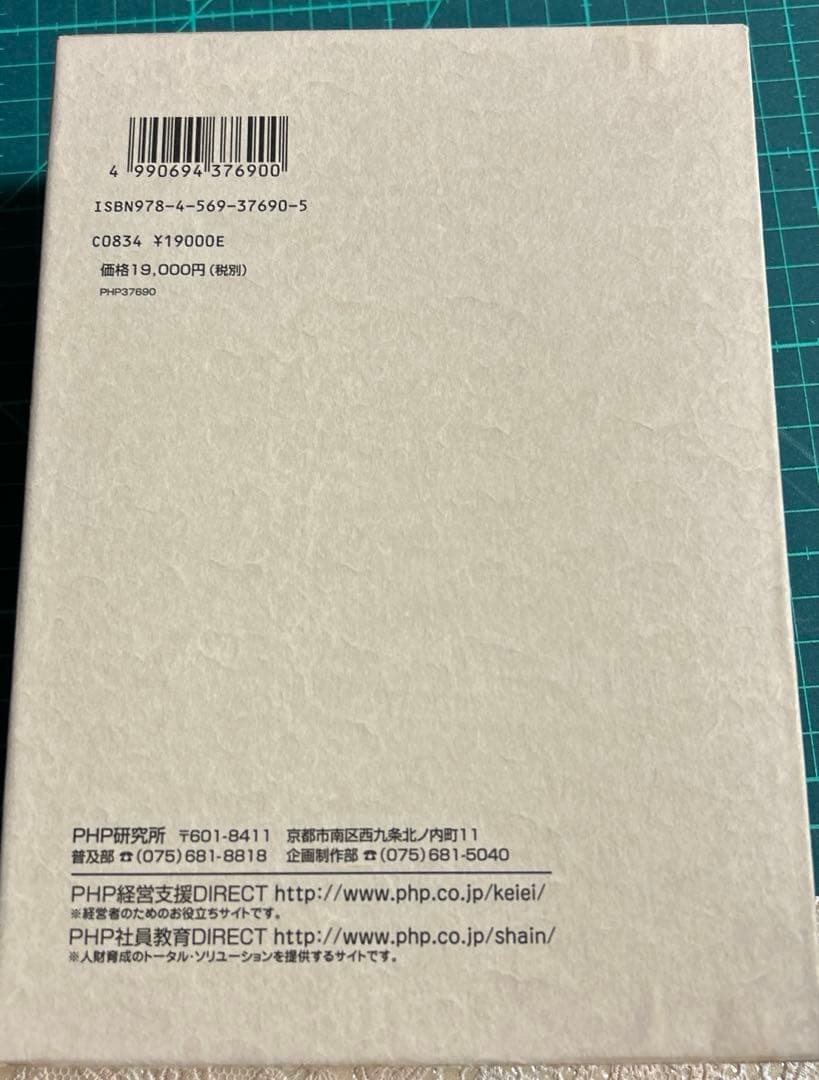 4 990694 376900
ISBN978-4-569-37690-5
C0834 ¥19000E
価格19,000円(税別)
PHP37690
PHP研究所 〒601-8411 京都市南区西九条北ノ内町11
普及部☎(075)681-8818 企画制作部☎(075)681-5040
PHP経営支援DIRECT http://www.php.co.jp/keiei/
※経営者のためのお役立ちサイトです。
PHP社員教育DIRECT http://www.php.co.jp/shain/
※人財育成のトータル・ソリューションを提供するサイトです。